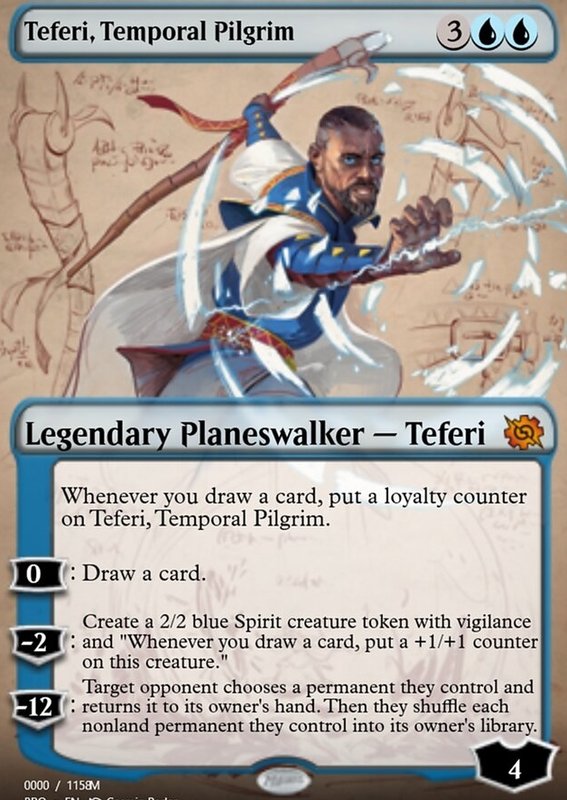 Teferi, Temporal Pilgrim 3
Legendary Planeswalker — Teferi
Whenever you draw a card, put a loyalty counter
on Teferi, Temporal Pilgrim.
0 : Draw a card.
Create a 2/2 blue Spirit creature token with vigilance
-2 : and "Whenever you draw a card, put a +1/+1 counter
on this creature."
Target opponent chooses a permanent they control and
-12 : returns it to its owner's hand. Then they shuffle each
nonland permanent they control into its owner's library.
4
0000 / 1158M